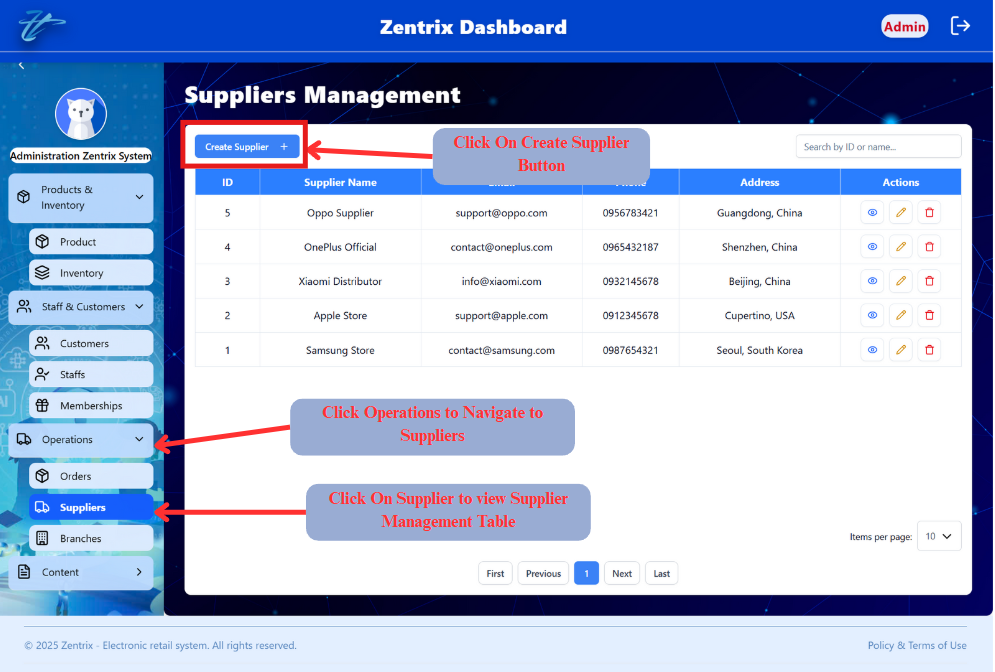 Zentrix Dashboard
Admin
Administration Zentrix System
Products &
Inventory
Product
Inventory
Staff & Customers
Customers
Staffs
Memberships
Operations
Orders
Suppliers
Branches
Content
Suppliers Management
Create Supplier +
Click On Create Supplier
Button
Search by ID or name...
ID Supplier Name Address Actions
5 Oppo Supplier support@oppo.com 0956783421 Guangdong, China
4 OnePlus Official contact@oneplus.com 0965432187 Shenzhen, China
3 Xiaomi Distributor info@xiaomi.com 0932145678 Beijing, China
2 Apple Store support@apple.com 0912345678 Cupertino, USA
1 Samsung Store contact@samsung.com 0987654321 Seoul, South Korea
Click Operations to Navigate to
Suppliers
Click On Supplier to view Supplier
Management Table
Items per page: 10
First Previous 1 Next Last
© 2025 Zentrix - Electronic retail system. All rights reserved.
Policy & Terms of Use